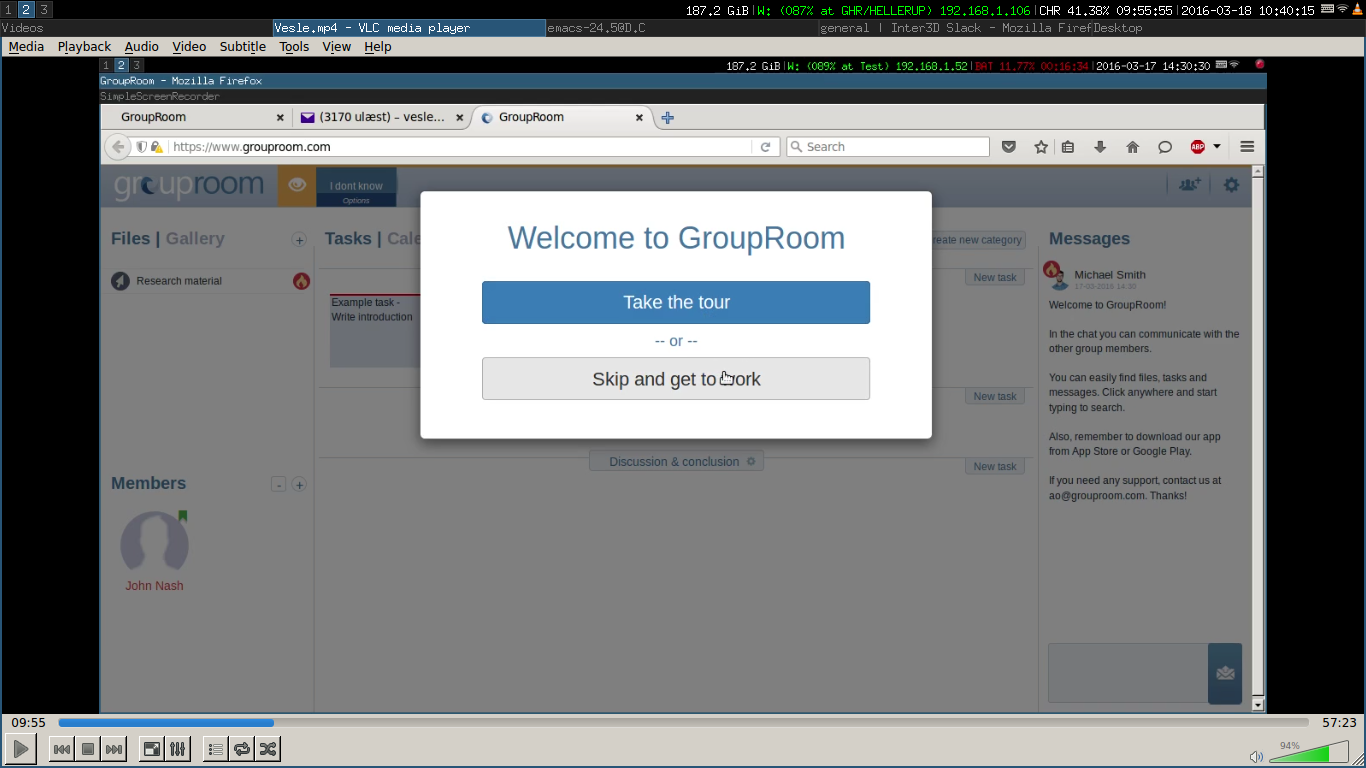 1 2 3
187.2 GiB|W: (087% at GHR/HELLERUP) 192.168.1.106|CHR 41.38% 09:55:55|2016-03-18 10:40:15
Videos
Vesle.mp4 - VLC media player
emacs-24.5@D.C
general | Inter3D Slack - Mozilla FirefDesktop
Media Playback Audio Video Subtitle Tools View Help
1 2 3
187.2 GiB|W: (089% at Test) 192.168.1.52|BAT 11.77% 00:16:34|2016-03-17 14:30:30
GroupRoom - Mozilla Firefox
SimpleScreenRecorder
GroupRoom
(3170 ulæst) – vesle...
GroupRoom
https://www.grouproom.com
Search
ABP
grouproom
I dont know
Options
Files | Gallery
Research material
Tasks | Cale
reate new category
New task
Example task -
Write introduction
New task
Discussion & conclusion
New task
Welcome to GroupRoom
Take the tour
-- or --
Skip and get to work
Members
John Nash
Messages
Michael Smith
17-03-2016 14:30
Welcome to GroupRoom!
In the chat you can communicate with the
other group members.
You can easily find files, tasks and
messages. Click anywhere and start
typing to search.
Also, remember to download our app
from App Store or Google Play.
If you need any support, contact us at
ao@grouproom.com. Thanks!
09:55
57:23
94%